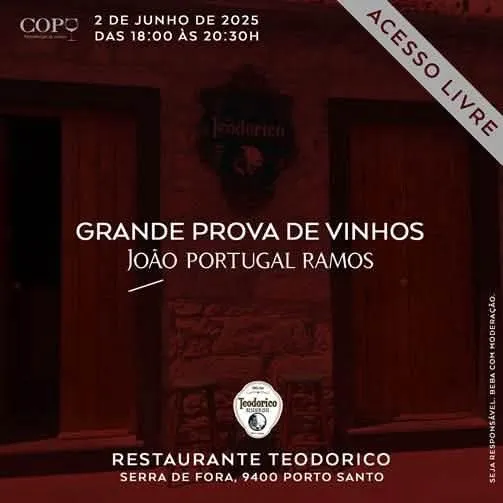 COP
2 DE JUNHO DE 2025
DAS 18:00 ÀS 20:30H
ACESSO LIVRE
Teodorico
GRANDE PROVA DE VINHOS
JOÃO PORTUGAL RAMOS
Teodorico
RESTAURANTE TEODORICO
SERRA DE FORA, 9400 PORTO SANTO
SEJA RESPONSÁVEL. BEBA COM MODERAÇÃO.